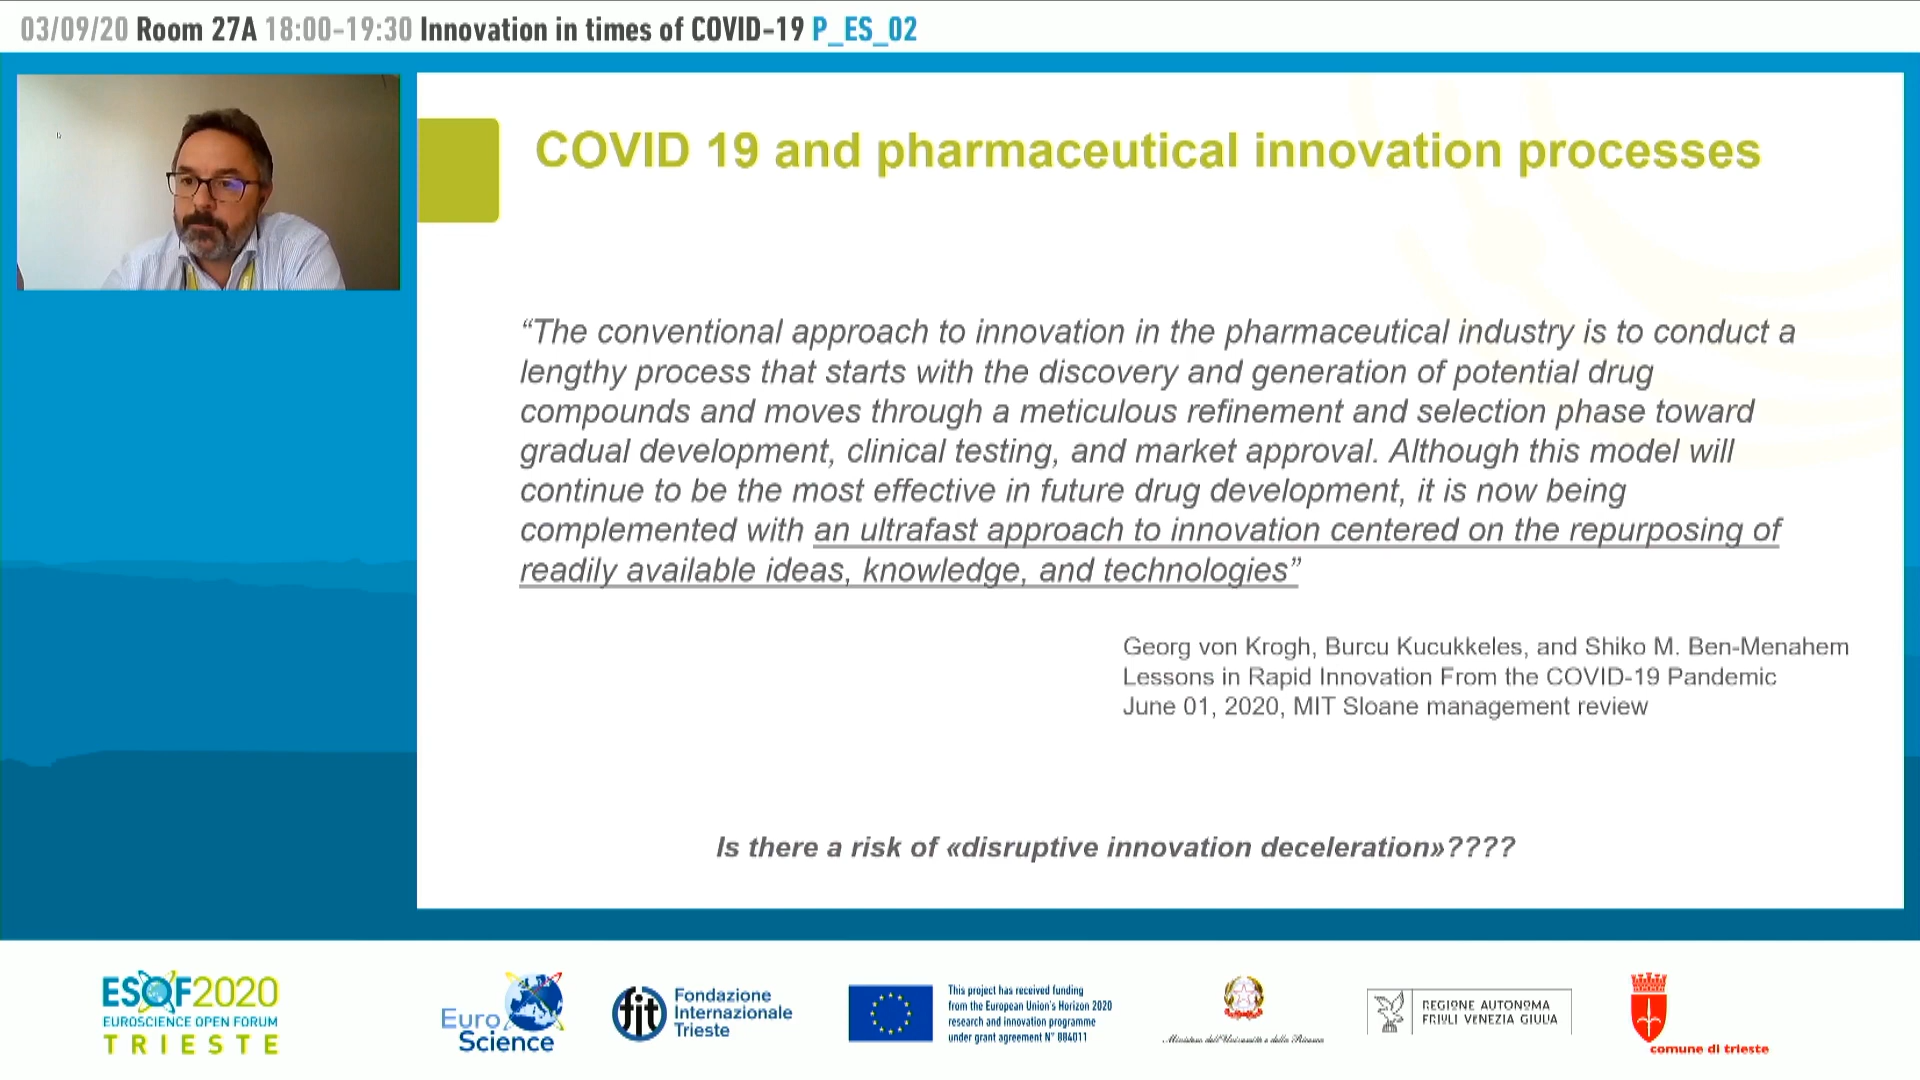 03/09/20 Room 27A 18:00-19:30 Innovation in times of COVID-19 P_ES_02
COVID 19 and pharmaceutical innovation processes
“The conventional approach to innovation in the pharmaceutical industry is to conduct a
lengthy process that starts with the discovery and generation of potential drug
compounds and moves through a meticulous refinement and selection phase toward
gradual development, clinical testing, and market approval. Although this model will
continue to be the most effective in future drug development, it is now being
complemented with an ultrafast approach to innovation centered on the repurposing of
readily available ideas, knowledge, and technologies”
Georg von Krogh, Burcu Kucukkeles, and Shiko M. Ben-Menahem
Lessons in Rapid Innovation From the COVID-19 Pandemic
June 01, 2020, MIT Sloane management review
Is there a risk of «disruptive innovation deceleration»????
ESOF2020
EUROSCIENCE OPEN FORUM
TRIESTE
Euro
Science
fit
Fondazione
Internazionale
Trieste
This project has received funding
from the European Union's Horizon 2020
research and innovation programme
under grant agreement N° 884011
Ministero dell'Università e della Ricerca
REGIONE AUTONOMA
FRIULI VENEZIA GIULIA
comune di trieste